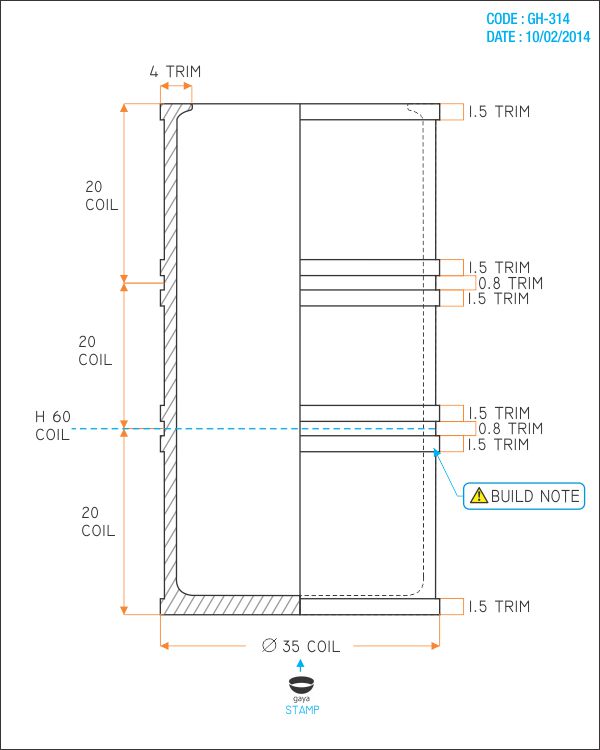 CODE : GH-314
DATE : 10/02/2014
4 TRIM
1.5 TRIM
20
COIL
1.5 TRIM
0.8 TRIM
1.5 TRIM
20
COIL
H 60
COIL
1.5 TRIM
0.8 TRIM
1.5 TRIM
BUILD NOTE
20
COIL
1.5 TRIM
∅ 35 COIL
gaya
STAMP